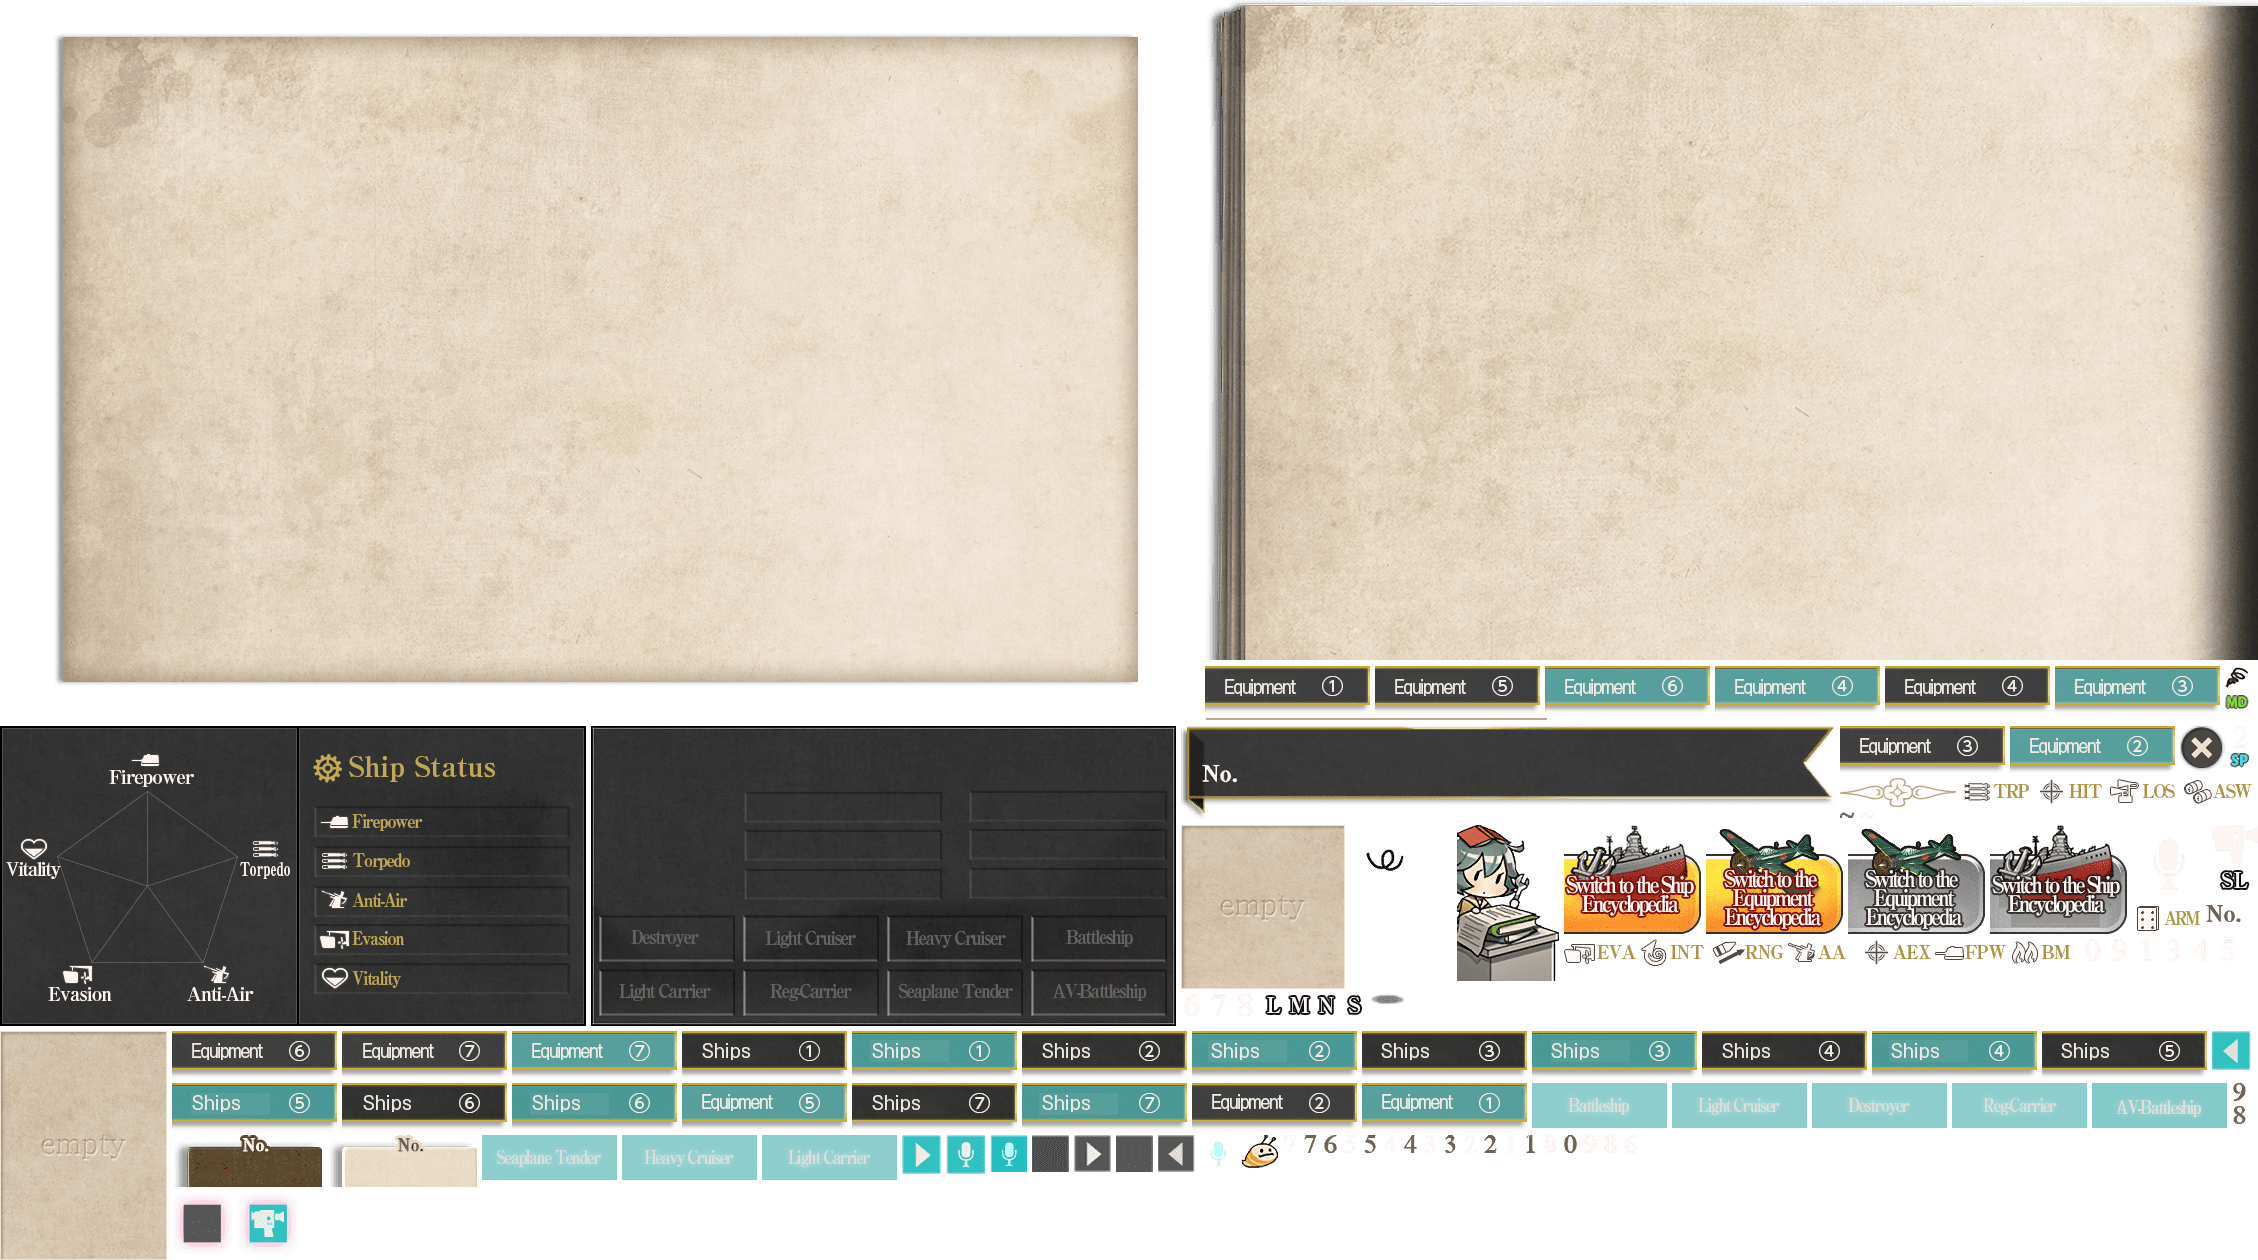 Equipment ①
Equipment ⑤
Equipment ⑥
Equipment ④
Equipment ④
Equipment ③
MD
Firepower
Vitality
Torpedo
Evasion
Anti-Air
Ship Status
Firepower
Torpedo
Anti-Air
Evasion
Vitality
Destroyer
Light Cruiser
Heavy Cruiser
Battleship
Light Carrier
Reg-Carrier
Seaplane Tender
AV-Battleship
No.
Equipment ③
Equipment ②
2
SP
TRP
HIT
LOS
ASW
~ ~
empty
Switch to the Ship
Encyclopedia
Switch to the
Equipment
Encyclopedia
Switch to the
Equipment
Encyclopedia
Switch to the Ship
Encyclopedia
SL
ARM
No.
EVA
INT
RNG
AA
AEX
FPW
BM
0 9 1 3 4 5
6 7 8
L M N S
empty
Equipment ⑥
Equipment ⑦
Equipment ⑦
Ships ①
Ships ①
Ships ②
Ships ②
Ships ③
Ships ③
Ships ④
Ships ④
Ships ⑤
Ships ⑤
Ships ⑥
Ships ⑥
Equipment ⑤
Ships ⑦
Ships ⑦
Equipment ②
Equipment ①
Battleship
Light Cruiser
Destroyer
Reg-Carrier
AV-Battleship
9
8
No.
No.
Seaplane Tender
Heavy Cruiser
Light Carrier
7 7 6 5 5 4 4 3 3 2 2 1 1 0 0 9 8 6